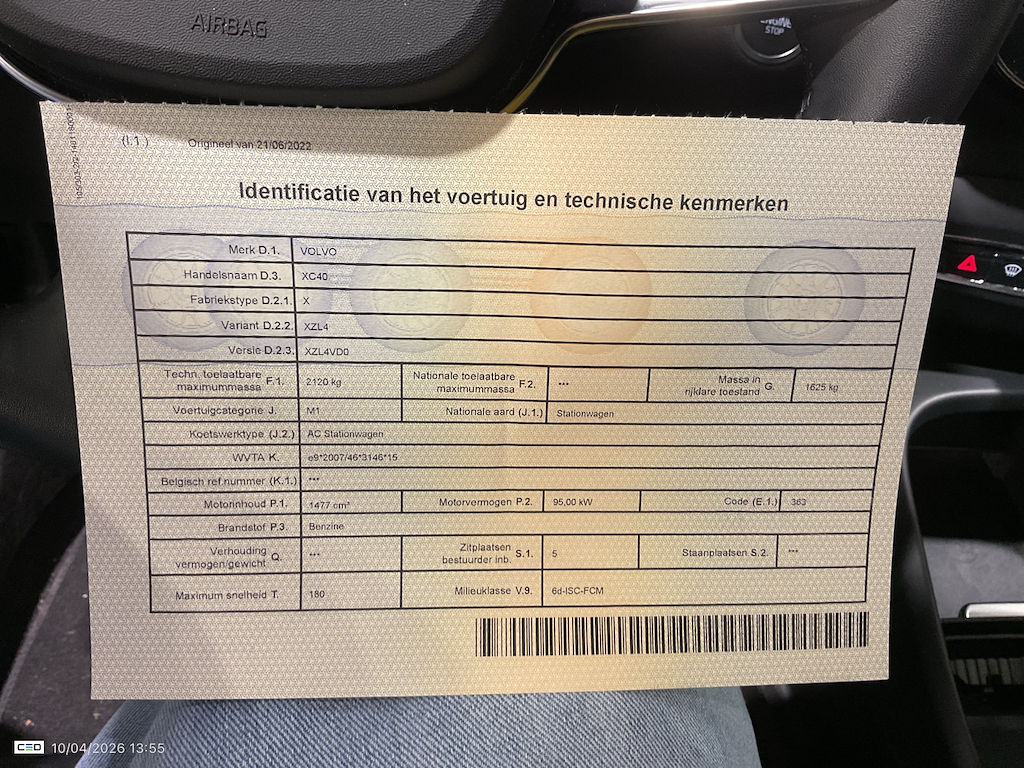 AIRBAG
ENGINE
STOP
(I.1.) Origineel van 21/06/2022
Identificatie van het voertuig en technische kenmerken
Merk D.1. VOLVO
Handelsnaam D.3. XC40
Fabriekstype D.2.1. X
Variant D.2.2. XZL4
Versie D.2.3. XZL4VD0
Techn. toelaatbare maximummassa F.1. 2120 kg Nationale toelaatbare maximummassa F.2. *** Massa in rijklare toestand G. 1625 kg
Voertuigcategorie J. M1 Nationale aard (J.1.) Stationwagen
Koetswerktype (J.2.) AC Stationwagen
WVTA K. e9*2007/46*3146*15
Belgisch ref.nummer (K.1.) ***
Motorinhoud P.1. 1477 cm³ Motorvermogen P.2. 95,00 kW Code (E.1.) 363
Brandstof P.3. Benzine
Verhouding vermogen/gewicht Q. *** Zitplaatsen bestuurder inb. S.1. 5 Staanplaatsen S.2. ***
Maximum snelheid T. 180 Milieuklasse V.9. 6d-ISC-FCM
CEO 10/04/2026 13:55